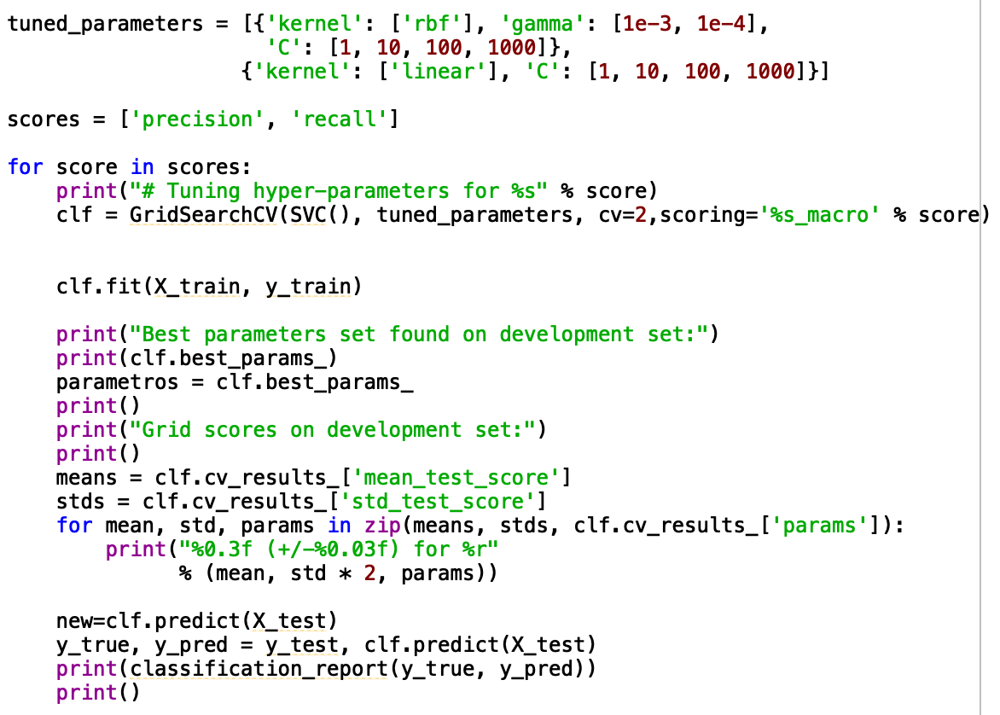 tuned_parameters = [{'kernel': ['rbf'], 'gamma': [1e-3, 1e-4],
                     'C': [1, 10, 100, 1000]},
                   {'kernel': ['linear'], 'C': [1, 10, 100, 1000]}]

scores = ['precision', 'recall']

for score in scores:
    print("# Tuning hyper-parameters for %s" % score)
    clf = GridSearchCV(SVC(), tuned_parameters, cv=2,scoring='%s_macro' % score)


    clf.fit(X_train, y_train)

    print("Best parameters set found on development set:")
    print(clf.best_params_)
    parametros = clf.best_params_
    print()
    print("Grid scores on development set:")
    print()
    means = clf.cv_results_['mean_test_score']
    stds = clf.cv_results_['std_test_score']
    for mean, std, params in zip(means, stds, clf.cv_results_['params']):
        print("%0.3f (+/-%0.03f) for %r"
              % (mean, std * 2, params))

    new=clf.predict(X_test)
    y_true, y_pred = y_test, clf.predict(X_test)
    print(classification_report(y_true, y_pred))
    print()